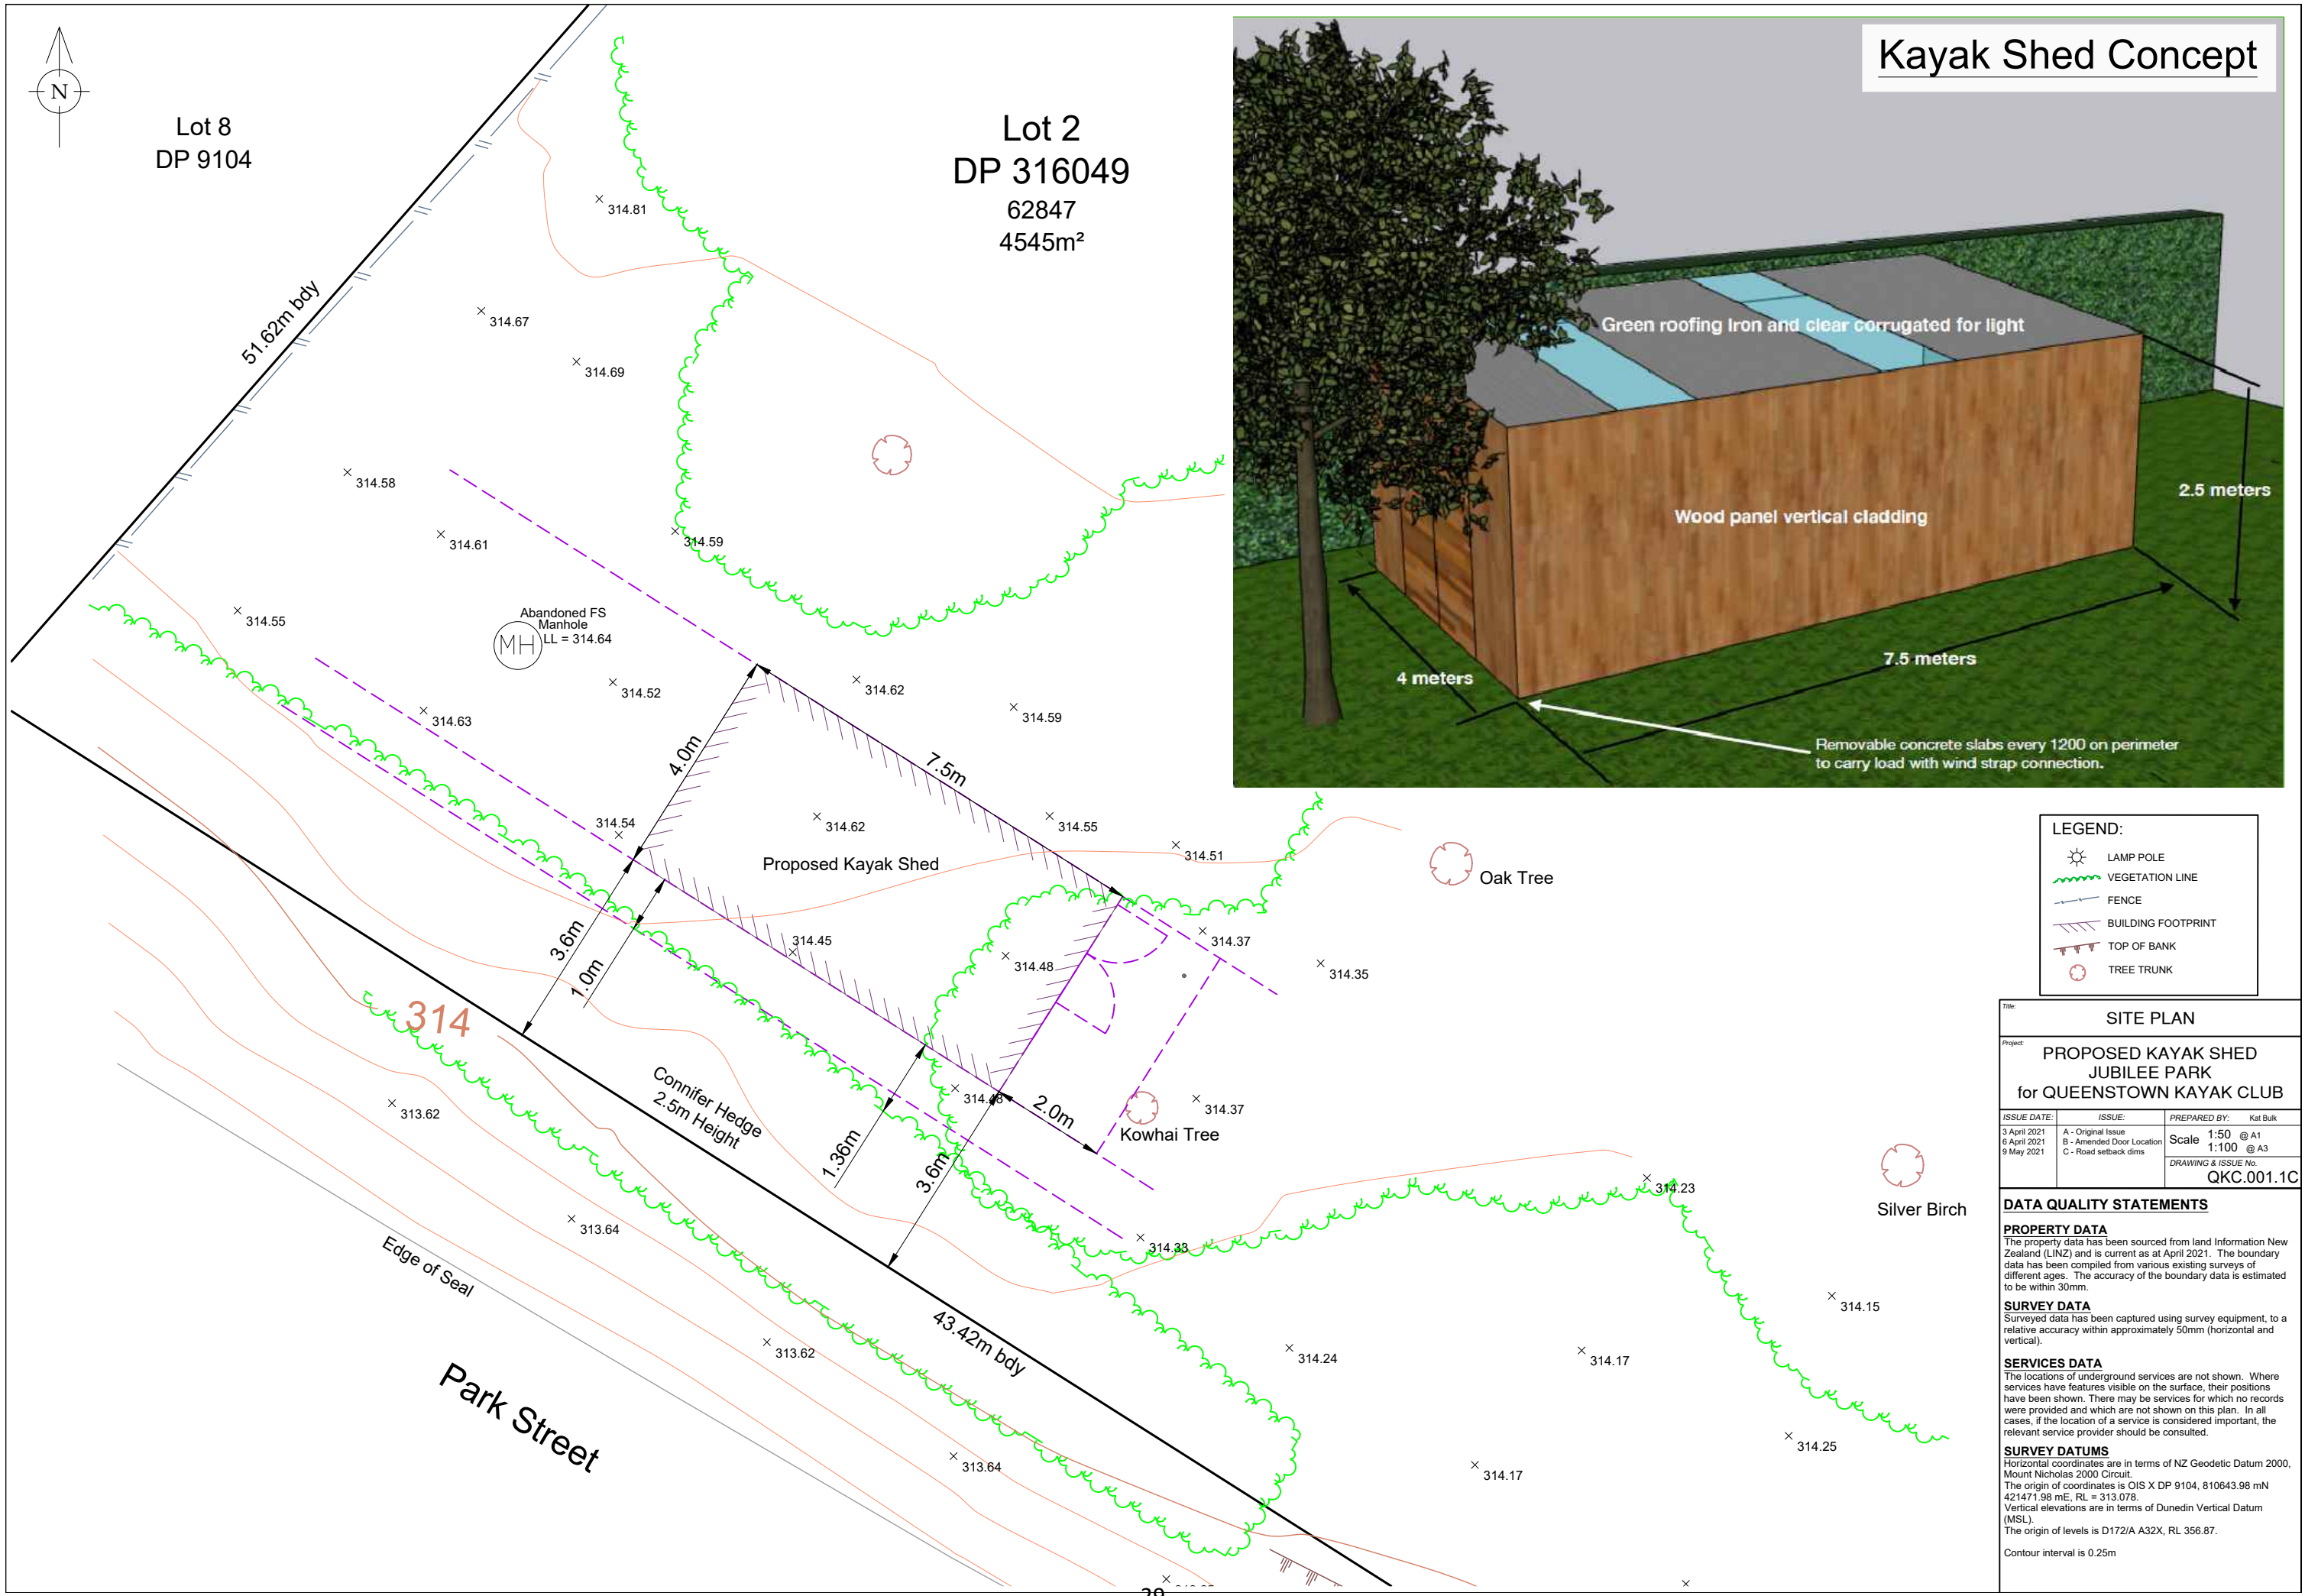 N
Lot 8
DP 9104
Lot 2
DP 316049
62847
4545m²
51.62m bdy
314.81
314.67
314.69
314.58
314.61
314.59
314.55
Abandoned FS
Manhole
LL = 314.64
MH
314.52
314.62
314.63
314.59
4.0m
7.5m
314.54
314.62
314.55
314.51
Proposed Kayak Shed
Oak Tree
3.6m
1.0m
314.45
314.48
314.37
314.35
314
Connifer Hedge
2.5m Height
313.62
314.48
2.0m
314.37
Kowhai Tree
1.36m
3.6m
314.23
Silver Birch
313.64
314.33
Edge of Seal
314.15
43.42m bdy
313.62
314.24
314.17
Park Street
314.25
313.64
314.17
29
Kayak Shed Concept
Green roofing Iron and clear corrugated for light
Wood panel vertical cladding
2.5 meters
7.5 meters
4 meters
Removable concrete slabs every 1200 on perimeter
to carry load with wind strap connection.
LEGEND:
LAMP POLE
VEGETATION LINE
FENCE
BUILDING FOOTPRINT
TOP OF BANK
TREE TRUNK
Title:
SITE PLAN
Project:
PROPOSED KAYAK SHED
JUBILEE PARK
for QUEENSTOWN KAYAK CLUB
ISSUE DATE: ISSUE: PREPARED BY: Kat Bulk
3 April 2021 A - Original Issue
6 April 2021 B - Amended Door Location
9 May 2021 C - Road setback dims
Scale 1:50 @ A1
1:100 @ A3
DRAWING & ISSUE No.
QKC.001.1C
DATA QUALITY STATEMENTS
PROPERTY DATA
The property data has been sourced from land Information New
Zealand (LINZ) and is current as at April 2021. The boundary
data has been compiled from various existing surveys of
different ages. The accuracy of the boundary data is estimated
to be within 30mm.
SURVEY DATA
Surveyed data has been captured using survey equipment, to a
relative accuracy within approximately 50mm (horizontal and
vertical).
SERVICES DATA
The locations of underground services are not shown. Where
services have features visible on the surface, their positions
have been shown. There may be services for which no records
were provided and which are not shown on this plan. In all
cases, if the location of a service is considered important, the
relevant service provider should be consulted.
SURVEY DATUMS
Horizontal coordinates are in terms of NZ Geodetic Datum 2000,
Mount Nicholas 2000 Circuit.
The origin of coordinates is OIS X DP 9104, 810643.98 mN
421471.98 mE, RL = 313.078.
Vertical elevations are in terms of Dunedin Vertical Datum
(MSL).
The origin of levels is D172/A A32X, RL 356.87.
Contour interval is 0.25m